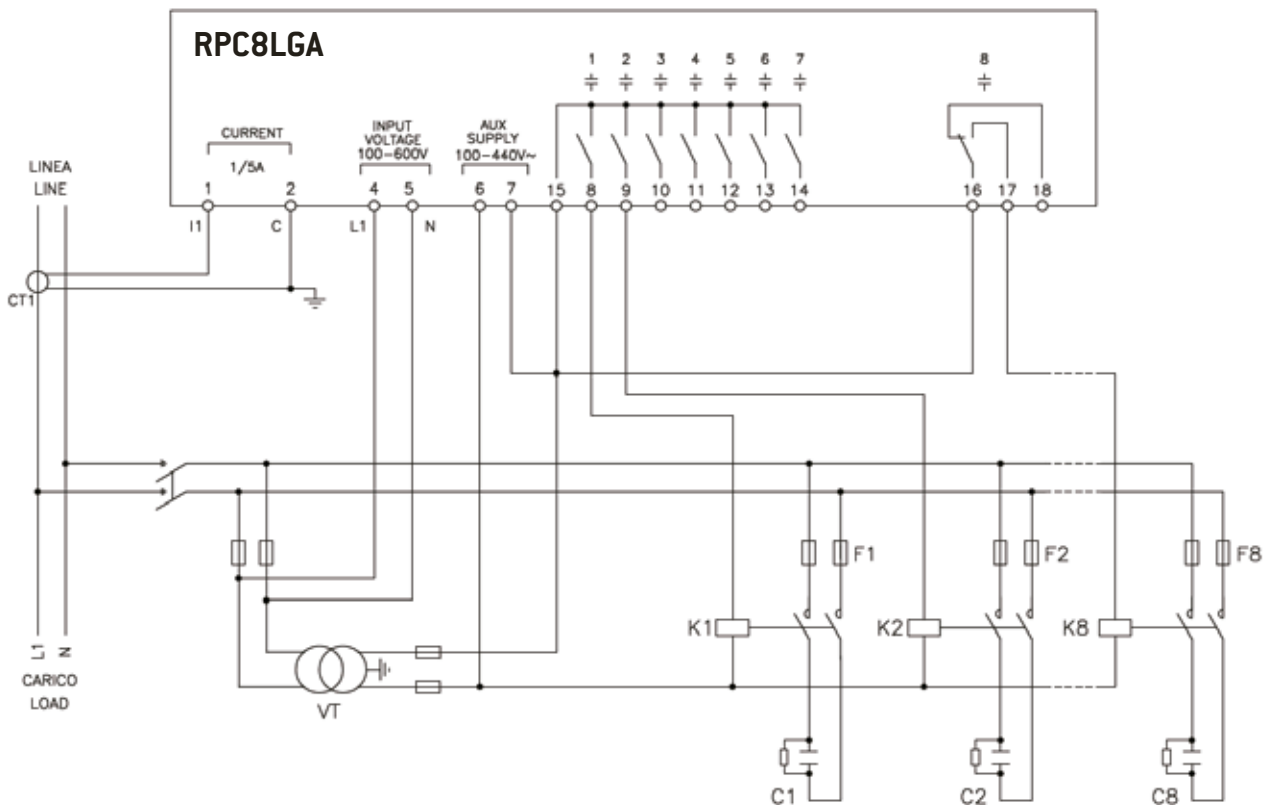 RPC8LGA
1 2 3 4 5 6 7 8
CURRENT
1/5A
INPUT
VOLTAGE
100-600V
AUX
SUPPLY
100-440V~
LINEA
LINE
1 2 4 5 6 7 15 8 9 10 11 12 13 14 16 17 18
I1 C L1 N
CT1
F1 F2 F8
K1 K2 K8
L1 N
CARICO
LOAD
VT
C1 C2 C8